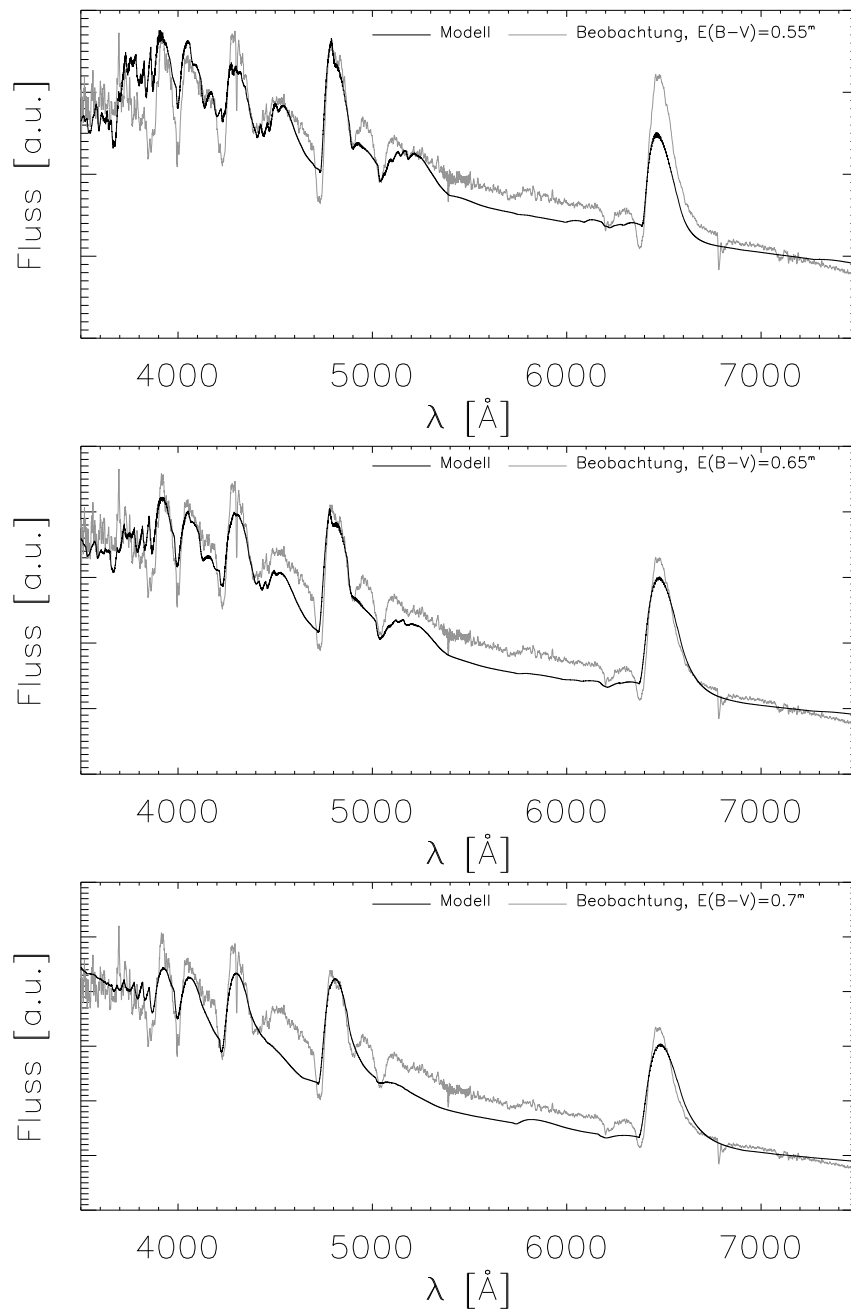 Modell Beobachtung, E(B-V)=0.55ᵐ
Fluss [a.u.]
4000 5000 6000 7000
λ [Å]
Modell Beobachtung, E(B-V)=0.65ᵐ
Fluss [a.u.]
4000 5000 6000 7000
λ [Å]
Modell Beobachtung, E(B-V)=0.7ᵐ
Fluss [a.u.]
4000 5000 6000 7000
λ [Å]